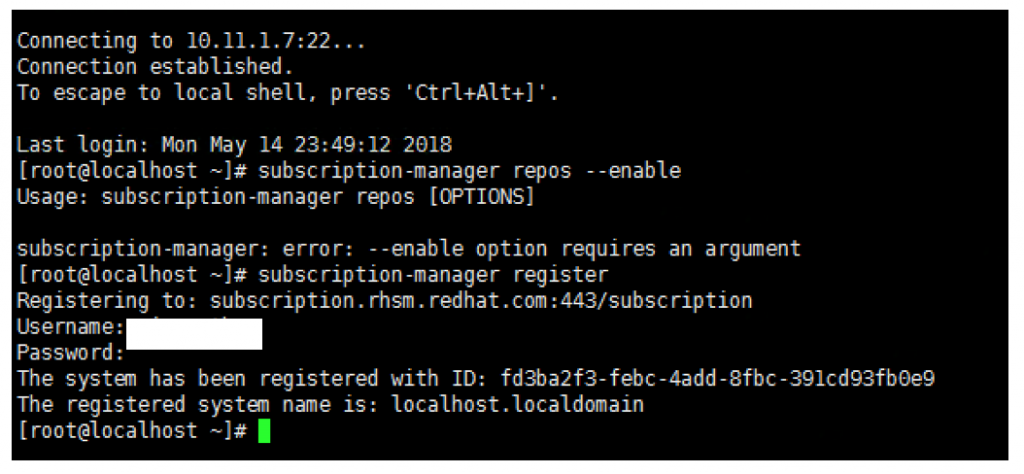 Connecting to 10.11.1.7:22...
Connection established.
To escape to local shell, press 'Ctrl+Alt+]'.
Last login: Mon May 14 23:49:12 2018
[root@localhost ~]# subscription-manager repos --enable
Usage: subscription-manager repos [OPTIONS]
subscription-manager: error: --enable option requires an argument
[root@localhost ~]# subscription-manager register
Registering to: subscription.rhsm.redhat.com:443/subscription
Username:
Password:
The system has been registered with ID: fd3ba2f3-febc-4add-8fbc-391cd93fb0e9
The registered system name is: localhost.localdomain
[root@localhost ~]#